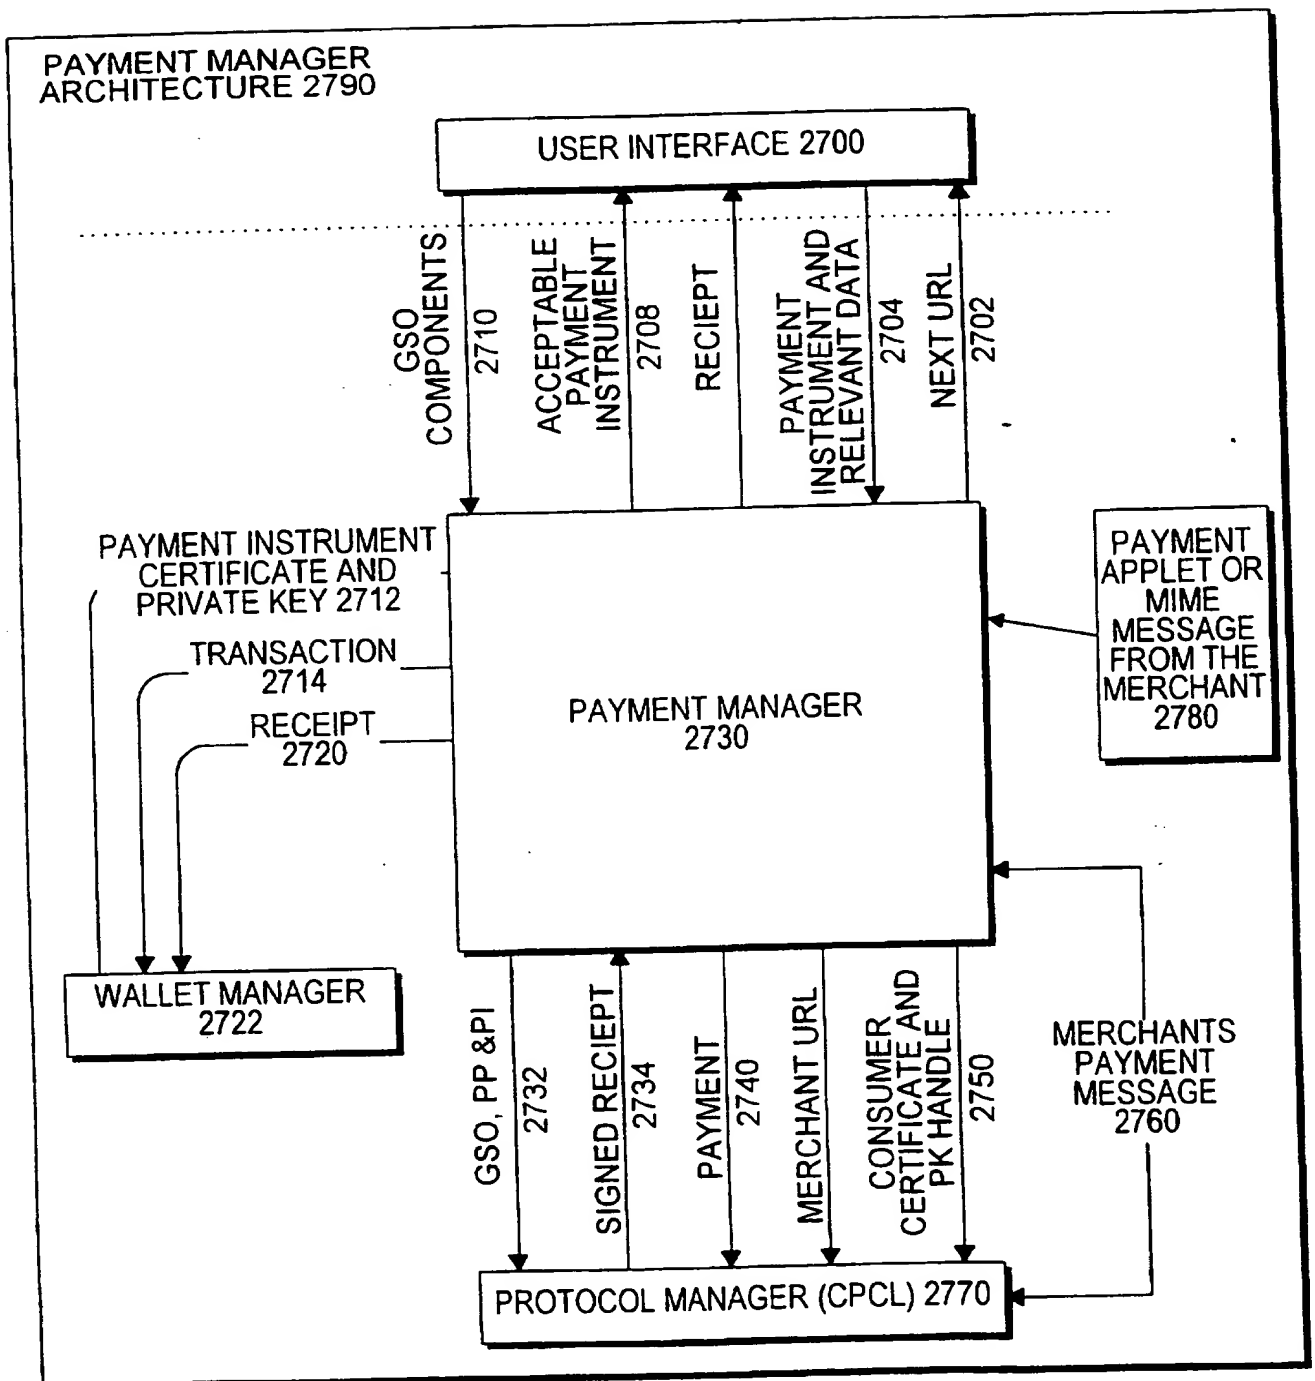 PAYMENT MANAGER
ARCHITECTURE 2790
USER INTERFACE 2700
GSO
COMPONENTS
2710
ACCEPTABLE
PAYMENT
INSTRUMENT
2708
RECIEPT
PAYMENT
INSTRUMENT AND
RELEVANT DATA
2704
NEXT URL
2702
PAYMENT INSTRUMENT
CERTIFICATE AND
PRIVATE KEY 2712
TRANSACTION
2714
RECEIPT
2720
PAYMENT MANAGER
2730
PAYMENT
APPLET OR
MIME
MESSAGE
FROM THE
MERCHANT
2780
WALLET MANAGER
2722
GSO, PP &PI
2732
SIGNED RECIEPT
2734
PAYMENT
2740
MERCHANT URL
CONSUMER
CERTIFICATE AND
PK HANDLE
2750
MERCHANTS
PAYMENT
MESSAGE
2760
PROTOCOL MANAGER (CPCL) 2770